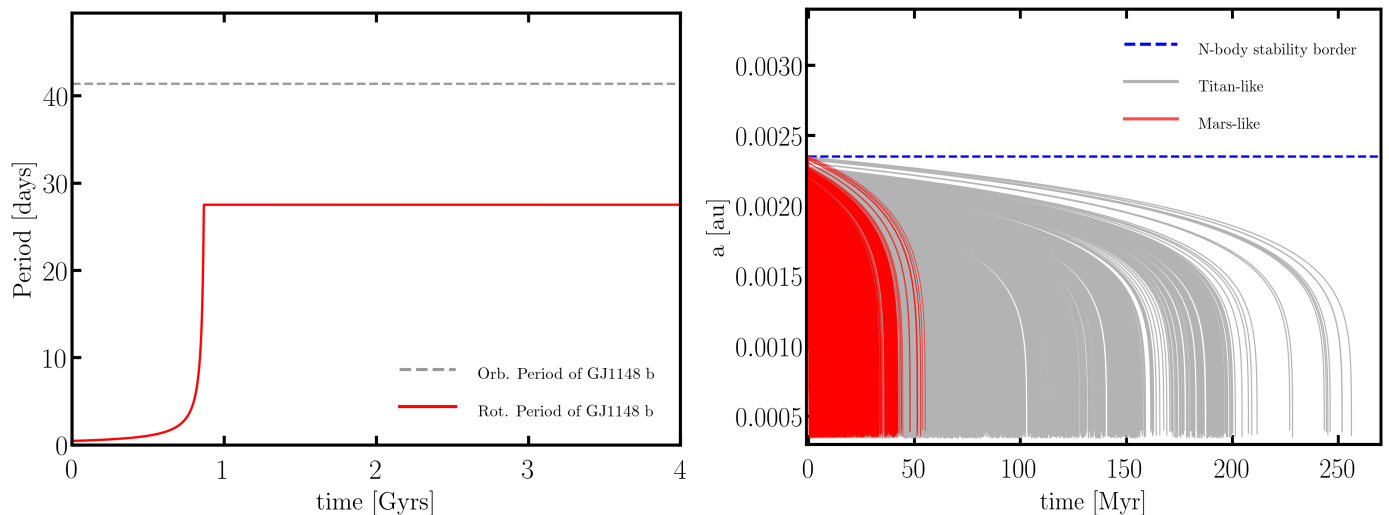 Period [days]
40
30
20
10
0
0
1
2
3
4
time [Gyrs]
Orb. Period of GJ1148 b
Rot. Period of GJ1148 b
a [au]
0.0030
0.0025
0.0020
0.0015
0.0010
0.0005
0
50
100
150
200
250
time [Myr]
N-body stability border
Titan-like
Mars-like